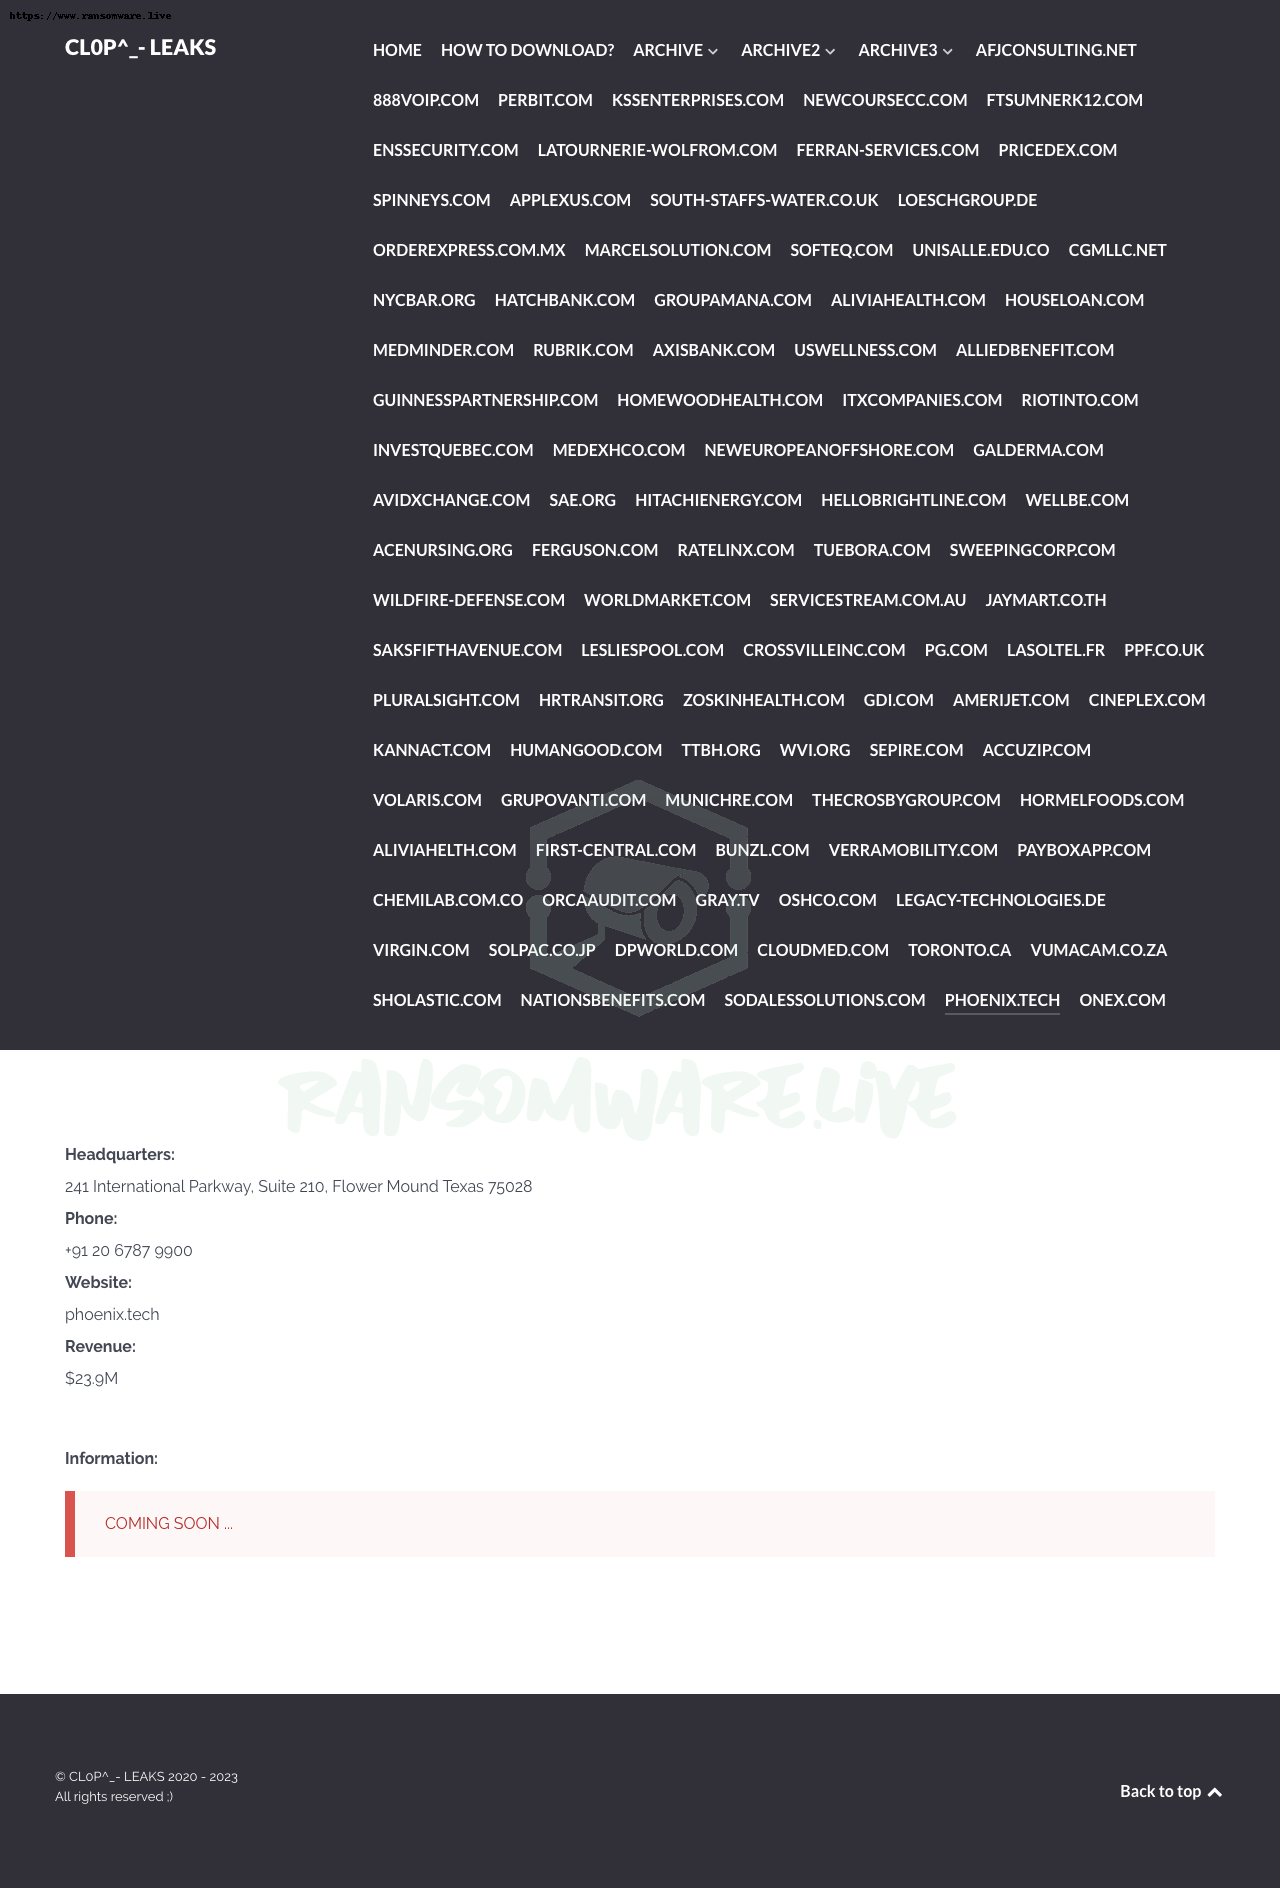 https://www.ransomware.live
CL0P^_- LEAKS
HOME HOW TO DOWNLOAD? ARCHIVE ARCHIVE2 ARCHIVE3 AFJCONSULTING.NET
888VOIP.COM PERBIT.COM KSSENTERPRISES.COM NEWCOURSECC.COM FTSUMNERK12.COM
ENSSECURITY.COM LATOURNERIE-WOLFROM.COM FERRAN-SERVICES.COM PRICEDEX.COM
SPINNEYS.COM APPLEXUS.COM SOUTH-STAFFS-WATER.CO.UK LOESCHGROUP.DE
ORDEREXPRESS.COM.MX MARCELSOLUTION.COM SOFTEQ.COM UNISALLE.EDU.CO CGMLLC.NET
NYCBAR.ORG HATCHBANK.COM GROUPAMANA.COM ALIVIAHEALTH.COM HOUSELOAN.COM
MEDMINDER.COM RUBRIK.COM AXISBANK.COM USWELLNESS.COM ALLIEDBENEFIT.COM
GUINNESSPARTNERSHIP.COM HOMEWOODHEALTH.COM ITXCOMPANIES.COM RIOTINTO.COM
INVESTQUEBEC.COM MEDEXHCO.COM NEWEUROPEANOFFSHORE.COM GALDERMA.COM
AVIDXCHANGE.COM SAE.ORG HITACHIENERGY.COM HELLOBRIGHTLINE.COM WELLBE.COM
ACENURSING.ORG FERGUSON.COM RATELINX.COM TUEBORA.COM SWEEPINGCORP.COM
WILDFIRE-DEFENSE.COM WORLDMARKET.COM SERVICESTREAM.COM.AU JAYMART.CO.TH
SAKSFIFTHAVENUE.COM LESLIESPOOL.COM CROSSVILLEINC.COM PG.COM LASOLTEL.FR PPF.CO.UK
PLURALSIGHT.COM HRTRANSIT.ORG ZOSKINHEALTH.COM GDI.COM AMERIJET.COM CINEPLEX.COM
KANNACT.COM HUMANGOOD.COM TTBH.ORG WVI.ORG SEPIRE.COM ACCUZIP.COM
VOLARIS.COM GRUPOVANTI.COM MUNICHRE.COM THECROSBYGROUP.COM HORMELFOODS.COM
ALIVIAHELTH.COM FIRST-CENTRAL.COM BUNZL.COM VERRAMOBILITY.COM PAYBOXAPP.COM
CHEMILAB.COM.CO ORCAAUDIT.COM GRAY.TV OSHCO.COM LEGACY-TECHNOLOGIES.DE
VIRGIN.COM SOLPAC.CO.JP DPWORLD.COM CLOUDMED.COM TORONTO.CA VUMACAM.CO.ZA
SHOLASTIC.COM NATIONSBENEFITS.COM SODALESSOLUTIONS.COM PHOENIX.TECH ONEX.COM
RANSOMWARE.LIVE
Headquarters:
241 International Parkway, Suite 210, Flower Mound Texas 75028
Phone:
+91 20 6787 9900
Website:
phoenix.tech
Revenue:
$23.9M
Information:
COMING SOON ...
© CL0P^_- LEAKS 2020 - 2023
All rights reserved ;)
Back to top